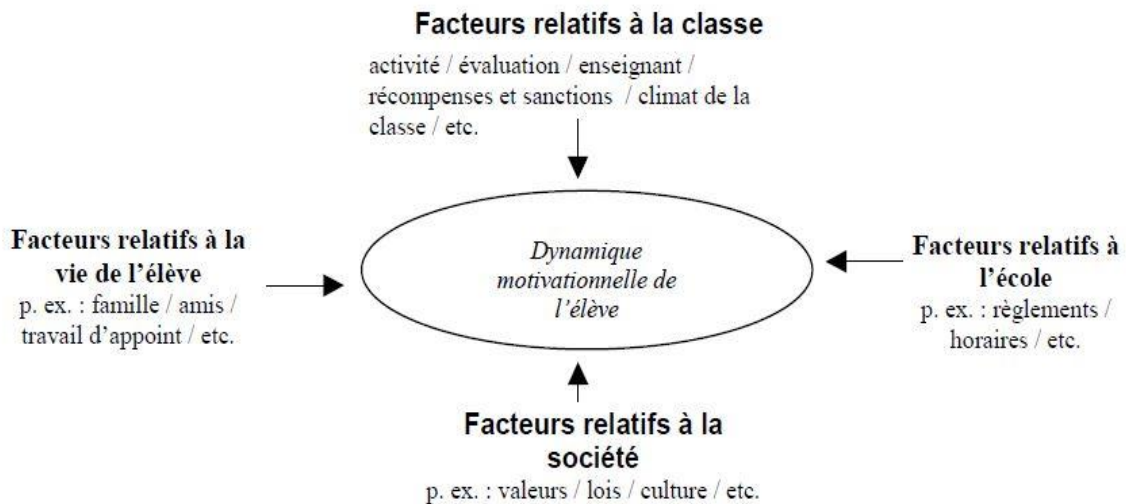 Facteurs relatifs à la classe
activité / évaluation / enseignant /
récompenses et sanctions / climat de la
classe / etc.
Facteurs relatifs à la
vie de l’élève
p. ex. : famille / amis /
travail d’appoint / etc.
Dynamique
motivationnelle de
l’élève
Facteurs relatifs à
l’école
p. ex. : règlements /
horaires / etc.
Facteurs relatifs à la
société
p. ex. : valeurs / lois / culture / etc.